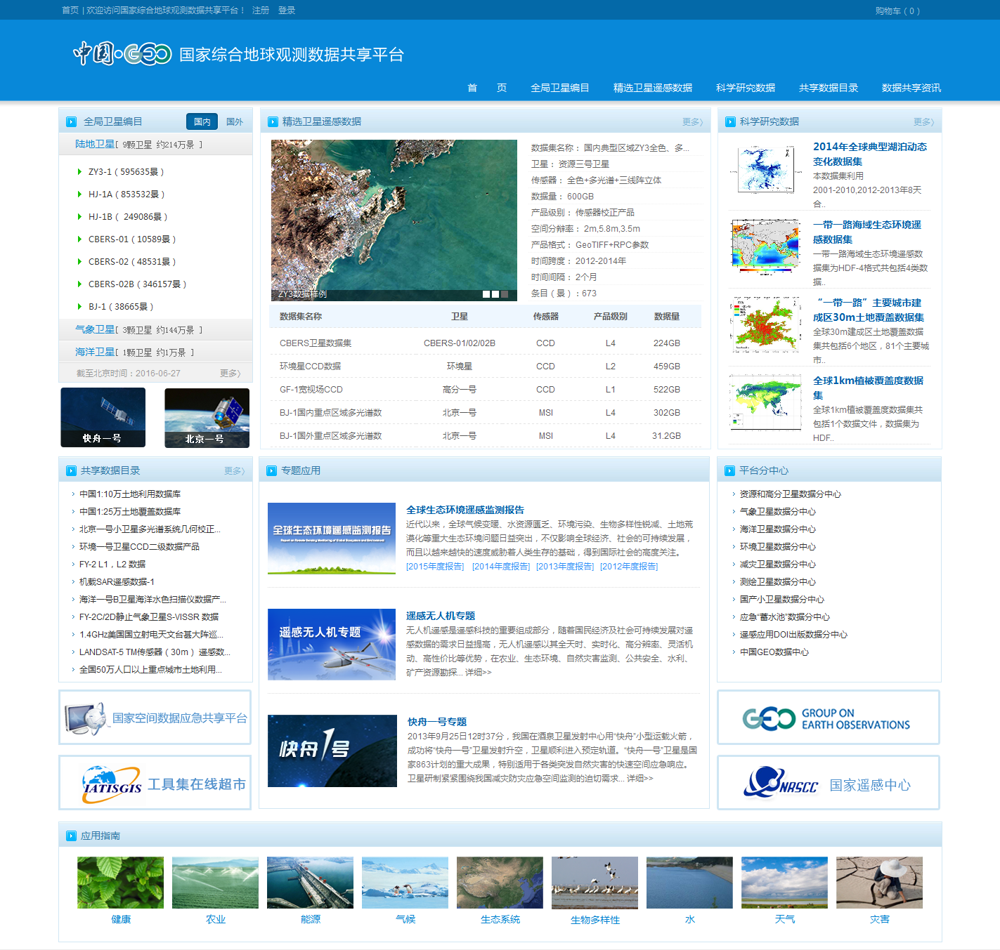 首页 | 欢迎访问国家综合地球观测数据共享平台！ 注册 登录 购物车（0）
中国·GEO 国家综合地球观测数据共享平台
首 页 全局卫星编目 精选卫星遥感数据 科学研究数据 共享数据目录 数据共享资讯
全局卫星编目 国内 国外
陆地卫星[ 9颗卫星 约214万景 ]
ZY3-1（595635景）
HJ-1A（853532景）
HJ-1B（ 249086景）
CBERS-01（10589景）
CBERS-02（48531景）
CBERS-02B（346157景）
BJ-1（38665景）
气象卫星[ 3颗卫星 约144万景 ]
海洋卫星[ 1颗卫星 约1万景 ]
截至北京时间：2016-06-27 更多〉
快舟一号 北京一号
精选卫星遥感数据 更多〉
ZY3数据样例
数据集名称： 国内典型区域ZY3全色、多...
卫星： 资源三号卫星
传感器： 全色+多光谱+三线阵立体
数据量： 600GB
产品级别： 传感器校正产品
空间分辩率： 2m,5.8m,3.5m
产品格式： GeoTIFF+RPC参数
时间跨度： 2012-2014年
时间间隔： 2个月
条目（景）: 673
数据集名称 卫星 传感器 产品级别 数据量
CBERS卫星数据集 CBERS-01/02/02B CCD L4 224GB
环境星CCD数据 环境星 CCD L2 459GB
GF-1宽视场CCD 高分一号 CCD L1 522GB
BJ-1国内重点区域多光谱数 北京一号 MSI L4 302GB
BJ-1国外重点区域多光谱数 北京一号 MSI L4 31.2GB
科学研究数据 更多〉
2014年全球典型湖泊动态
变化数据集
本数据集利用
2001-2010,2012-2013年8天
合..
一带一路海域生态环境遥
感数据集
一带一路海域生态环境遥感数
据集为HDF-4格式共包括4类数
据..
“一带一路”主要城市建
成区30m土地覆盖数据集
全球30m建成区土地覆盖数据
集共包括6个地区，81个主要城
市..
全球1km植被覆盖度数据
集
全球1km植被覆盖度数据集共
包括1个数据文件，数据集为
HDF..
共享数据目录 更多〉
中国1:10万土地利用数据库
中国1:25万土地覆盖数据库
北京一号小卫星多光谱系统几何校正...
环境一号卫星CCD二级数据产品
FY-2 L1，L2 数据
机载SAR遥感数据-1
海洋一号B卫星海洋水色扫描仪数据产...
FY-2C/2D静止气象卫星S-VISSR 数据
1.4GHz美国国立射电天文台甚大阵巡...
LANDSAT-5 TM传感器（30m） 遥感数...
全国50万人口以上重点城市土地利用...
国家空间数据应急共享平台
IATISGIS 工具集在线超市
专题应用
全球生态环境遥感监测报告
Report on Remote Sensing Monitoring of Global Ecosystem and Environment
全球生态环境遥感监测报告
近代以来，全球气候变暖、水资源匮乏、环境污染、生物多样性锐减、土地荒
漠化等重大生态环境问题日益突出，不仅影响全球经济、社会的可持续发展，
而且以越来越快的速度威胁着人类生存的基础，得到国际社会的高度关注。
[2015年度报告] [2014年度报告] [2013年度报告] [2012年度报告]
遥感无人机专题
遥感无人机专题
无人机遥感是遥感科技的重要组成部分，随着国民经济及社会可持续发展对遥
感数据的需求日益提高，无人机遥感以其全天时、实时化、高分辨率、灵活机
动、高性价比等优势，在农业、生态环境、自然灾害监测、公共安全、水利、
矿产资源勘探... 详细>>
快舟1号
快舟一号专题
2013年9月25日12时37分，我国在酒泉卫星发射中心用“快舟”小型运载火箭，
成功将“快舟一号”卫星发射升空，卫星顺利进入预定轨道。“快舟一号”卫星是国
家863计划的重大成果，特别适用于各类突发自然灾害的快速空间应急响应。
卫星研制紧紧围绕我国减灾防灾应急空间监测的迫切需求... 详细>>
平台分中心
资源和高分卫星数据分中心
气象卫星数据分中心
海洋卫星数据分中心
环境卫星数据分中心
减灾卫星数据分中心
测绘卫星数据分中心
国产小卫星数据分中心
应急“蓄水池”数据分中心
遥感应用DOI出版数据分中心
中国GEO数据中心
GEO GROUP ON
EARTH OBSERVATIONS
NRSCC 国家遥感中心
应用指南
健康 农业 能源 气候 生态系统 生物多样性 水 天气 灾害